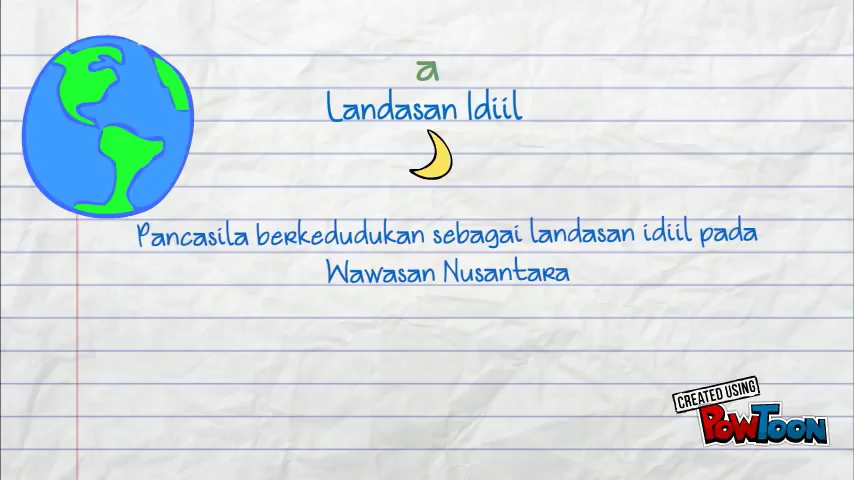 a
Landasan Idiil
Pancasila berkedudukan sebagai landasan idiil pada
Wawasan Nusantara
CREATED USING
POWTOON